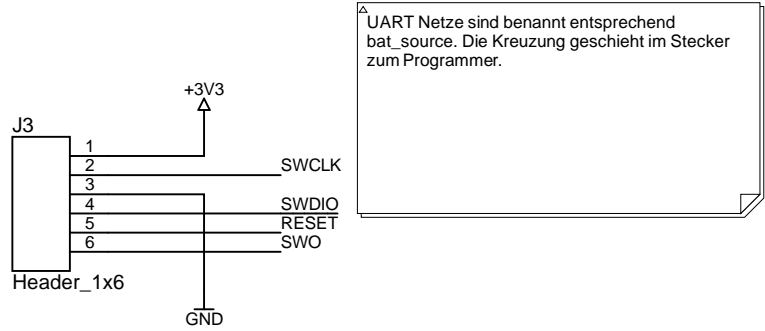 UART Netze sind benannt entsprechend
bat_source. Die Kreuzung geschieht im Stecker
zum Programmer.
+3V3
J3
1
2
SWCLK
3
4
SWDIO
5
RESET
6
SWO
Header_1x6
GND